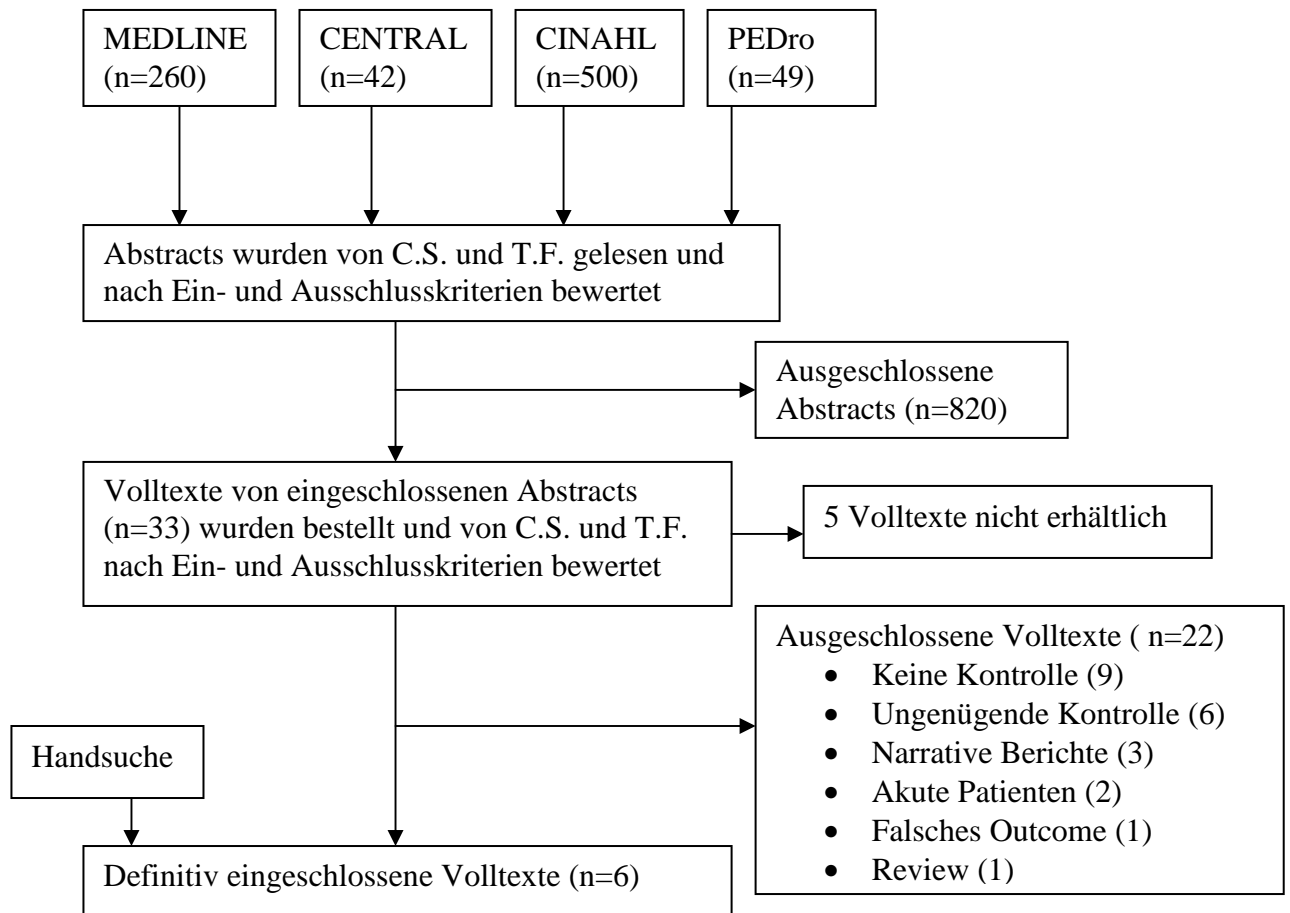 MEDLINE
(n=260)
CENTRAL
(n=42)
CINAHL
(n=500)
PEDro
(n=49)
Abstracts wurden von C.S. und T.F. gelesen und
nach Ein- und Ausschlusskriterien bewertet
Ausgeschlossene
Abstracts (n=820)
Volltexte von eingeschlossenen Abstracts
(n=33) wurden bestellt und von C.S. und T.F.
nach Ein- und Ausschlusskriterien bewertet
5 Volltexte nicht erhältlich
Ausgeschlossene Volltexte ( n=22)
• Keine Kontrolle (9)
• Ungenügende Kontrolle (6)
• Narrative Berichte (3)
• Akute Patienten (2)
• Falsches Outcome (1)
• Review (1)
Handsuche
Definitiv eingeschlossene Volltexte (n=6)